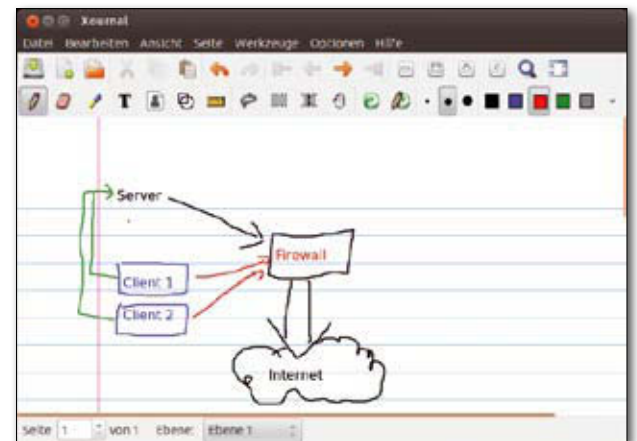 Xournal
Datei Bearbeiten Ansicht Seite Werkzeuge Optionen Hilfe
T
Server
Firewall
Client 1
Client 2
Internet
Seite 1 von 1 Ebene: Ebene 1